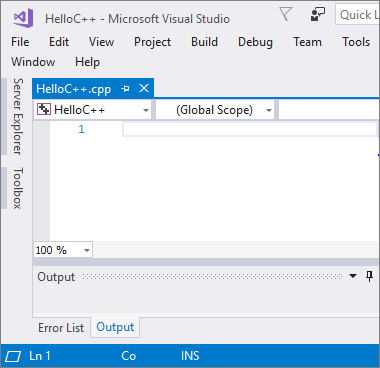 HelloC++ - Microsoft Visual Studio
Quick L
File Edit View Project Build Debug Team Tools
Window Help
Server Explorer
Toolbox
HelloC++.cpp
HelloC++ (Global Scope)
1
100 %
Output
Error List Output
Ln 1 Co INS